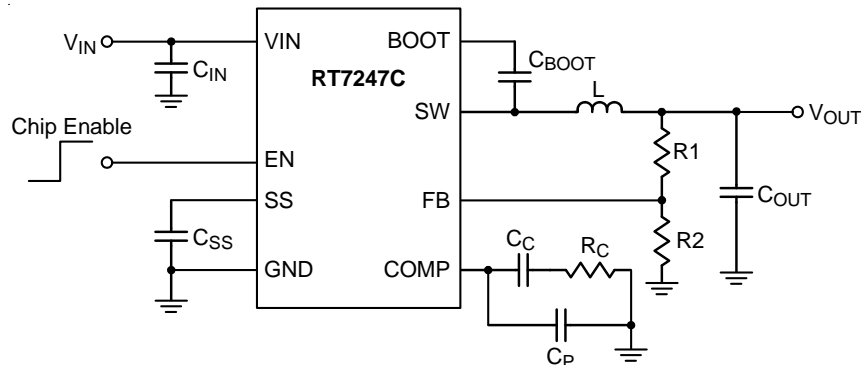 VIN
CIN
Chip Enable
VIN
EN
SS
GND
CSS
RT7247C
BOOT
SW
FB
COMP
CBOOT
L
VOUT
R1
R2
COUT
CC
RC
CP